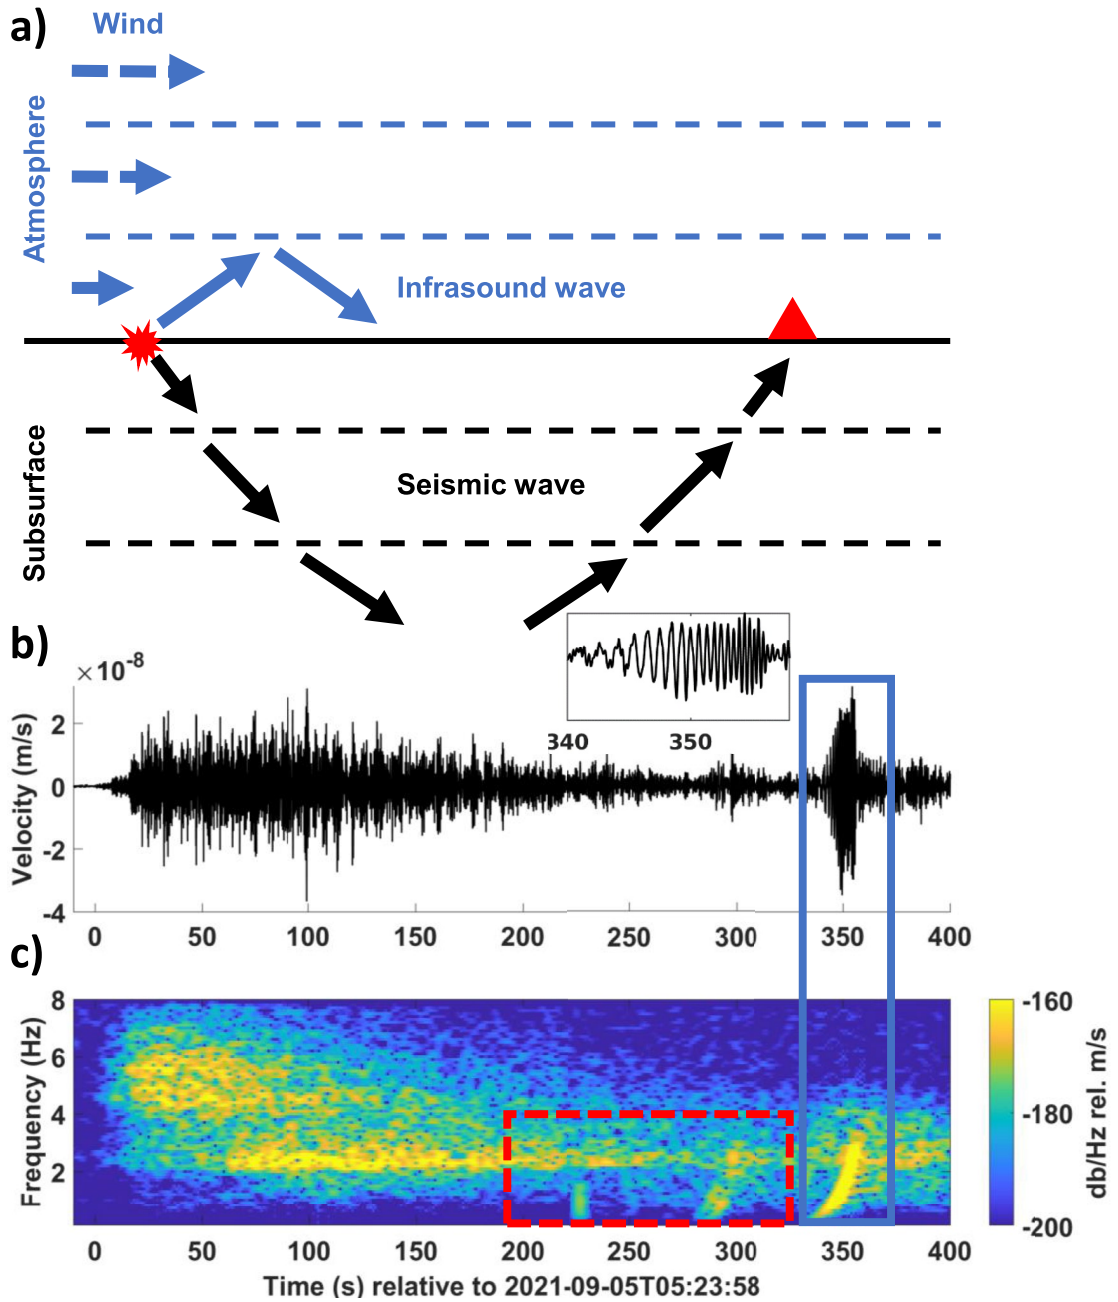 a)
Wind
Atmosphere
Infrasound wave
Subsurface
Seismic wave
b)
×10-8
Velocity (m/s)
2
0
-2
-4
340 350
0 50 100 150 200 250 300 350 400
c)
Frequency (Hz)
8
6
4
2
0 50 100 150 200 250 300 350 400
Time (s) relative to 2021-09-05T05:23:58
-160
-180
-200
db/Hz rel. m/s